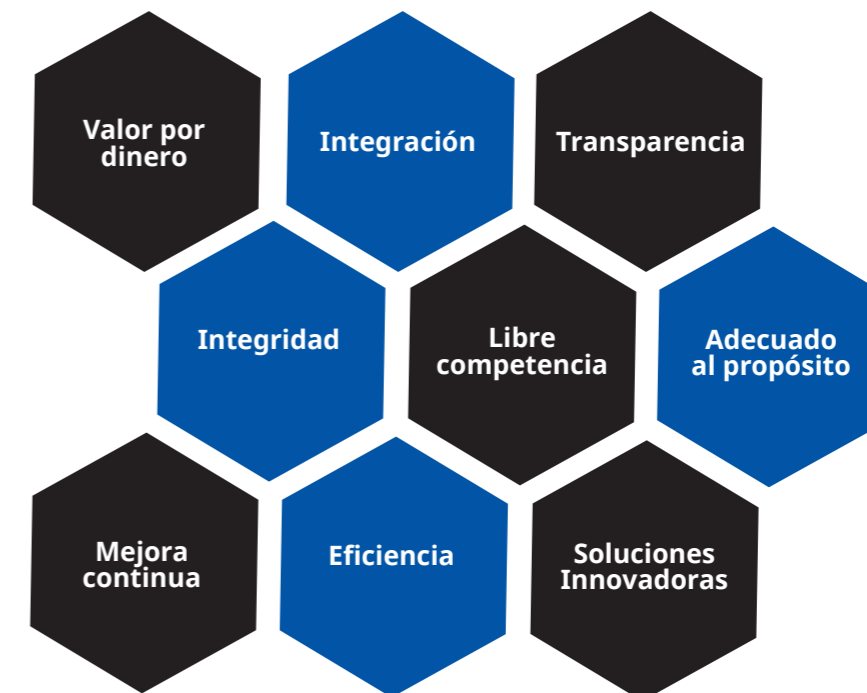 Valor por
dinero
Integración
Transparencia
Integridad
Libre
competencia
Adecuado
al propósito
Mejora
continua
Eficiencia
Soluciones
Innovadoras